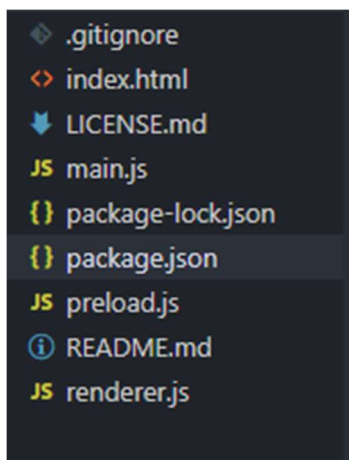 .gitignore
index.html
LICENSE.md
JS main.js
{} package-lock.json
{} package.json
JS preload.js
README.md
JS renderer.js